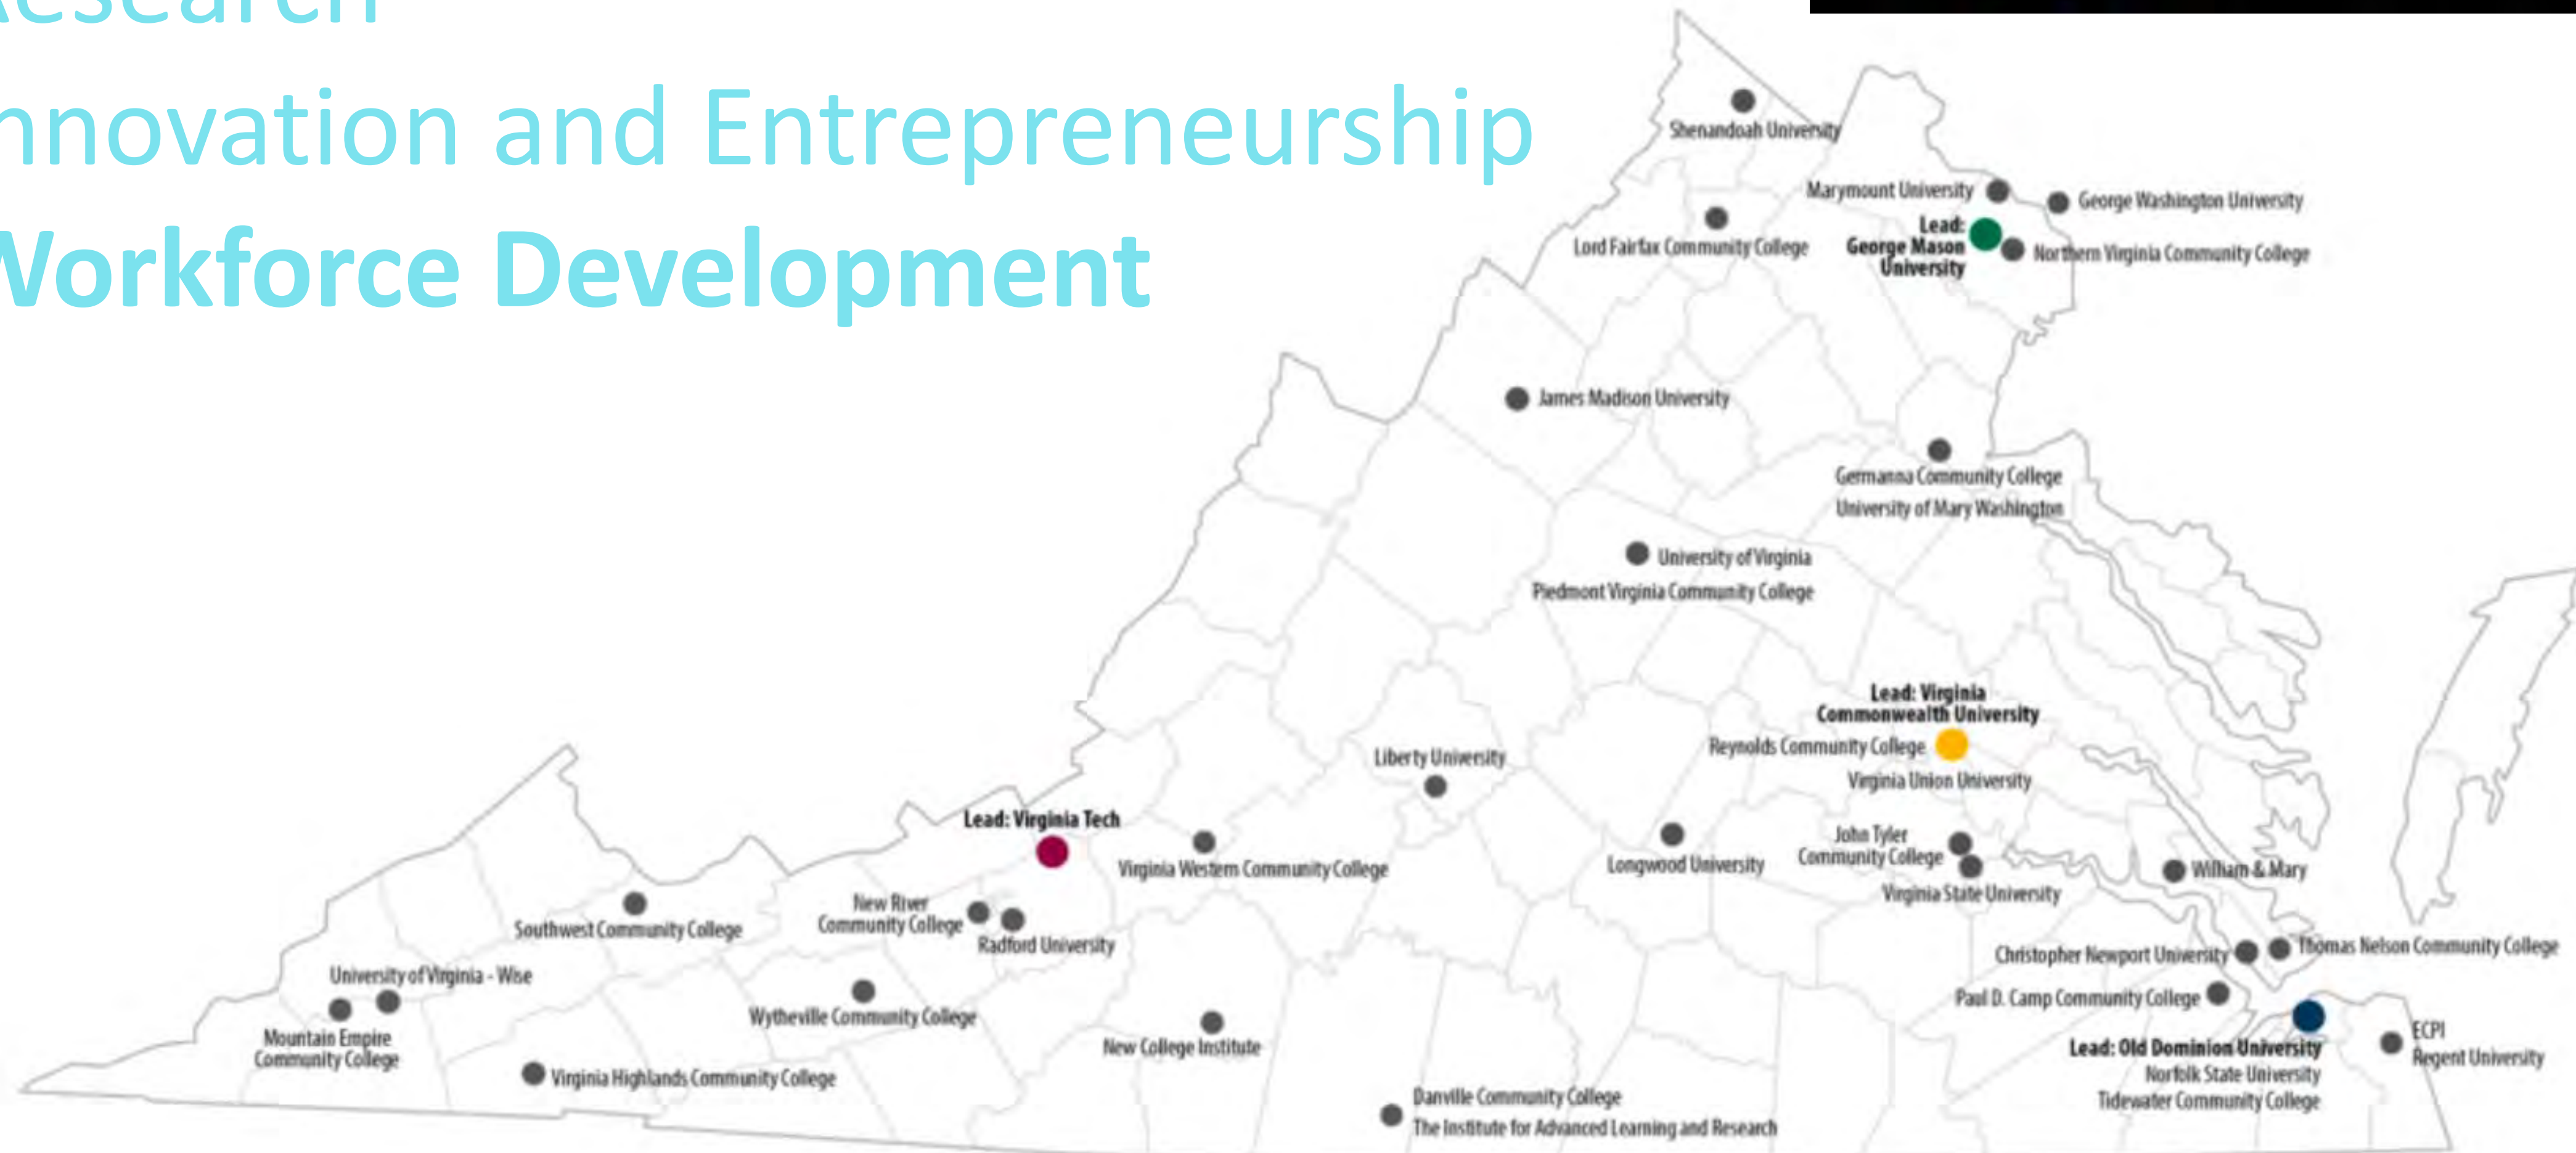 Research
nnovation and Entrepreneurship
Workforce Development
Shenandoah University
Marymount University
George Washington University
Lead:
George Mason
University
Lord Fairfax Community College
Northern Virginia Community College
James Madison University
Germanna Community College
University of Mary Washington
University of Virginia
Piedmont Virginia Community College
Lead: Virginia
Commonwealth University
Reynolds Community College
Virginia Union University
Liberty University
Lead: Virginia Tech
Virginia Western Community College
Longwood University
John Tyler
Community College
Virginia State University
William & Mary
Southwest Community College
New River
Community College
Radford University
Christopher Newport University
Thomas Nelson Community College
University of Virginia - Wise
Mountain Empire
Community College
Wytheville Community College
Virginia Highlands Community College
New College Institute
Paul D. Camp Community College
Lead: Old Dominion University
Norfolk State University
Tidewater Community College
ECPI
Regent University
Danville Community College
The Institute for Advanced Learning and Research